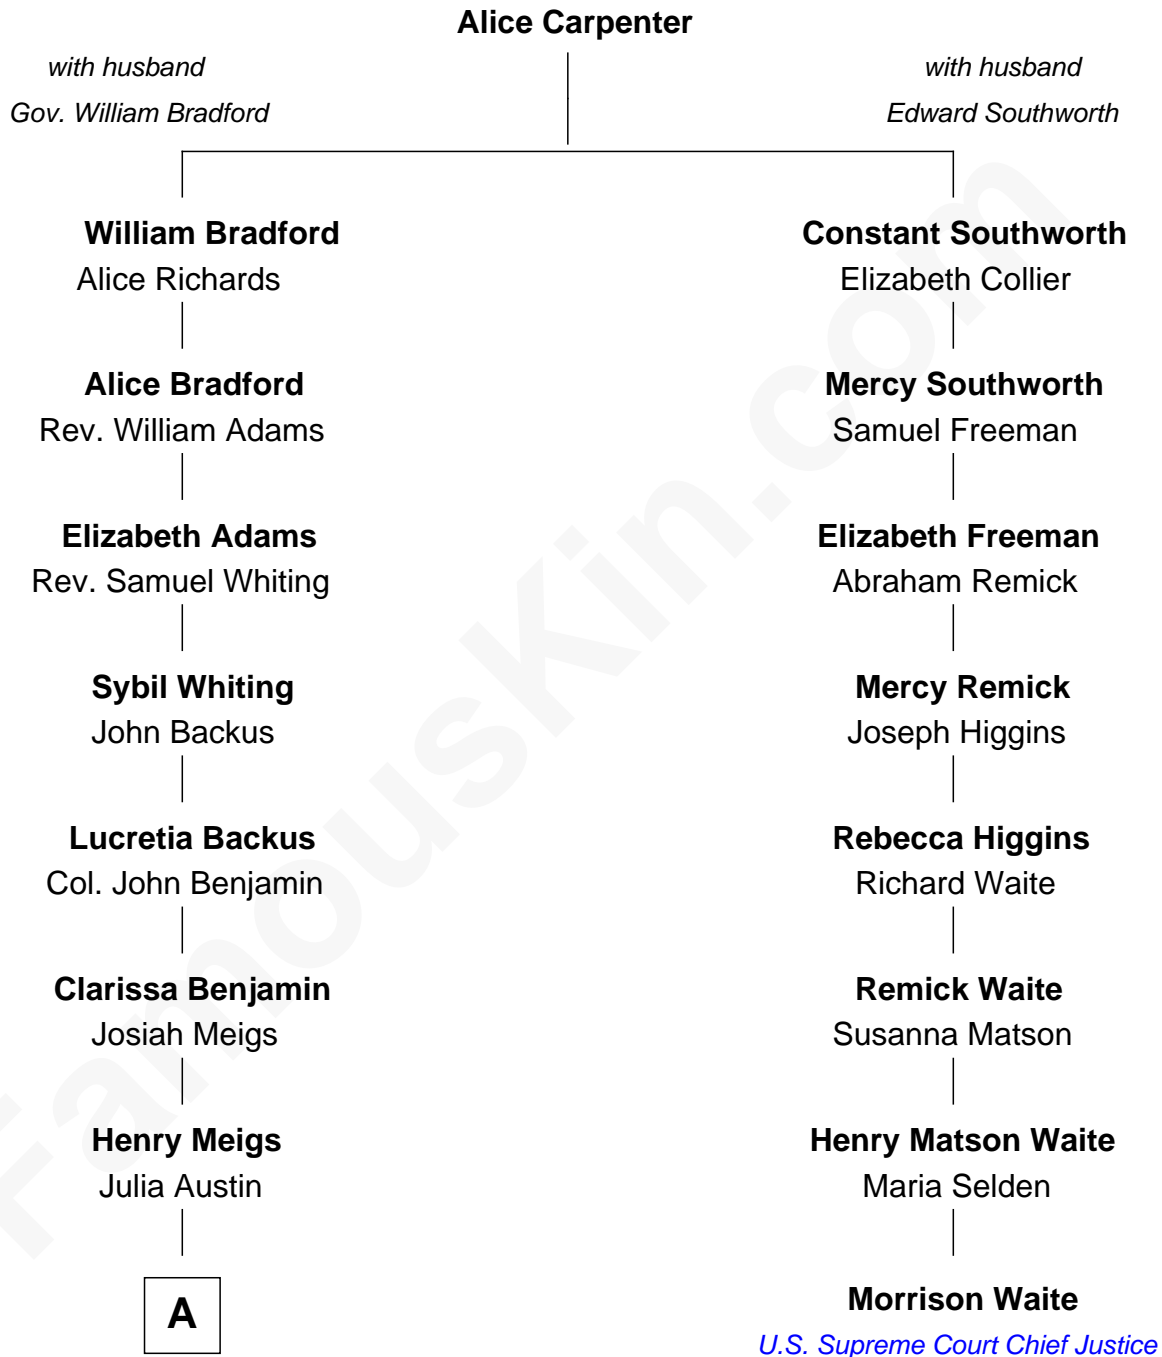 Alice Carpenter
with husband
Gov. William Bradford
with husband
Edward Southworth
William Bradford
Alice Richards
Constant Southworth
Elizabeth Collier
Alice Bradford
Rev. William Adams
Mercy Southworth
Samuel Freeman
Elizabeth Adams
Rev. Samuel Whiting
Elizabeth Freeman
Abraham Remick
Sybil Whiting
John Backus
Mercy Remick
Joseph Higgins
Lucretia Backus
Col. John Benjamin
Rebecca Higgins
Richard Waite
Clarissa Benjamin
Josiah Meigs
Remick Waite
Susanna Matson
Henry Meigs
Julia Austin
Henry Matson Waite
Maria Selden
A
Morrison Waite
U.S. Supreme Court Chief Justice
FamousKin.com